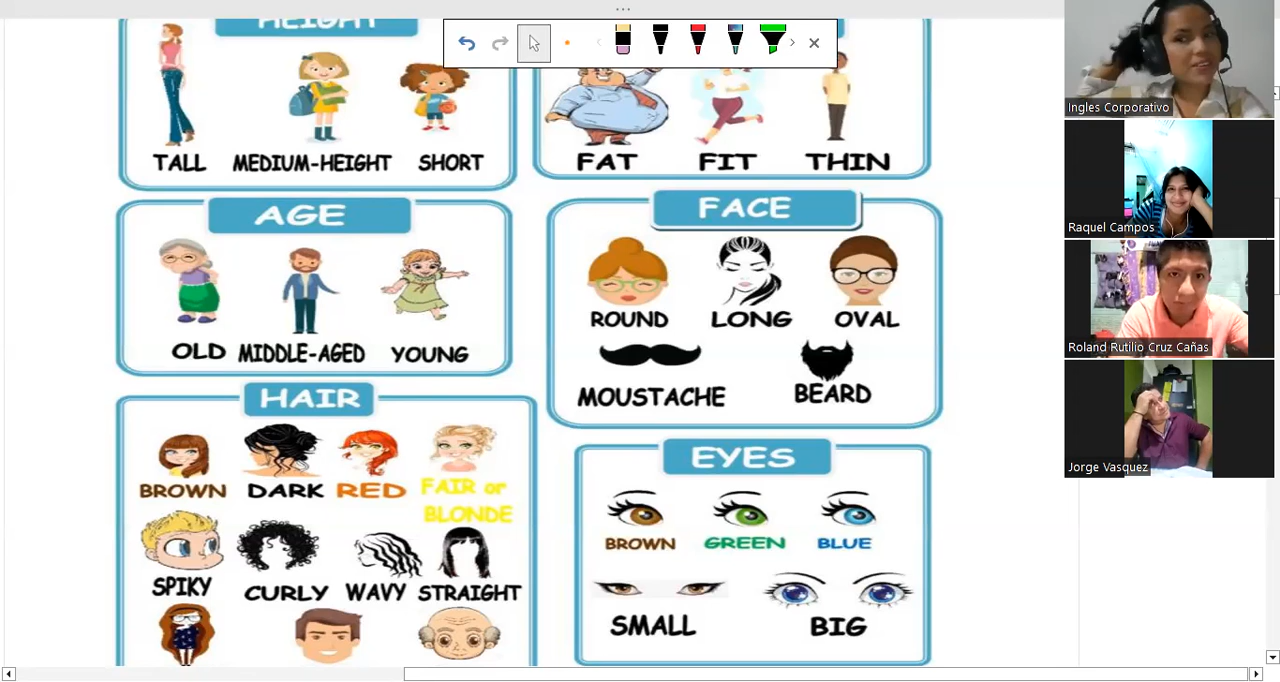 HEIGHT
TALL MEDIUM-HEIGHT SHORT
FAT FIT THIN
AGE
OLD MIDDLE-AGED YOUNG
FACE
ROUND LONG OVAL
MOUSTACHE BEARD
HAIR
BROWN DARK RED FAIR or
BLONDE
SPIKY CURLY WAVY STRAIGHT
EYES
BROWN GREEN BLUE
SMALL BIG
Ingles Corporativo
Raquel Campos
Roland Rutilio Cruz Cañas
Jorge Vasquez